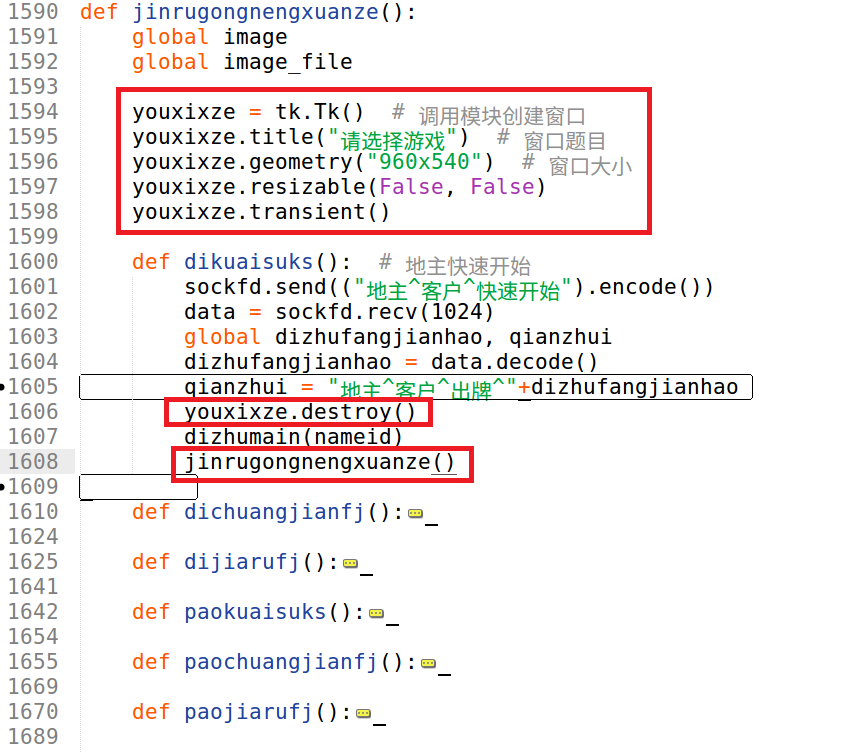 1590 def jinrugongnengxuanze():
1591 global image
1592 global image_file
1593
1594 youxixze = tk.Tk() # 调用模块创建窗口
1595 youxixze.title("请选择游戏") # 窗口题目
1596 youxixze.geometry("960x540") # 窗口大小
1597 youxixze.resizable(False, False)
1598 youxixze.transient()
1599
1600 def dikuaisuks(): # 地主快速开始
1601 sockfd.send(("地主^客户^快速开始").encode())
1602 data = sockfd.recv(1024)
1603 global dizhufangjianhao, qianzhui
1604 dizhufangjianhao = data.decode()
1605 qianzhui = "地主^客户^出牌^"+dizhufangjianhao
1606 youxixze.destroy()
1607 dizhumain(nameid)
1608 jinrugongnengxuanze()
1609
1610 def dichuangjianfj():
1624
1625 def dijiarufj():
1641
1642 def paokuaisuks():
1654
1655 def paochuangjianfj():
1669
1670 def paojiarufj():
1689